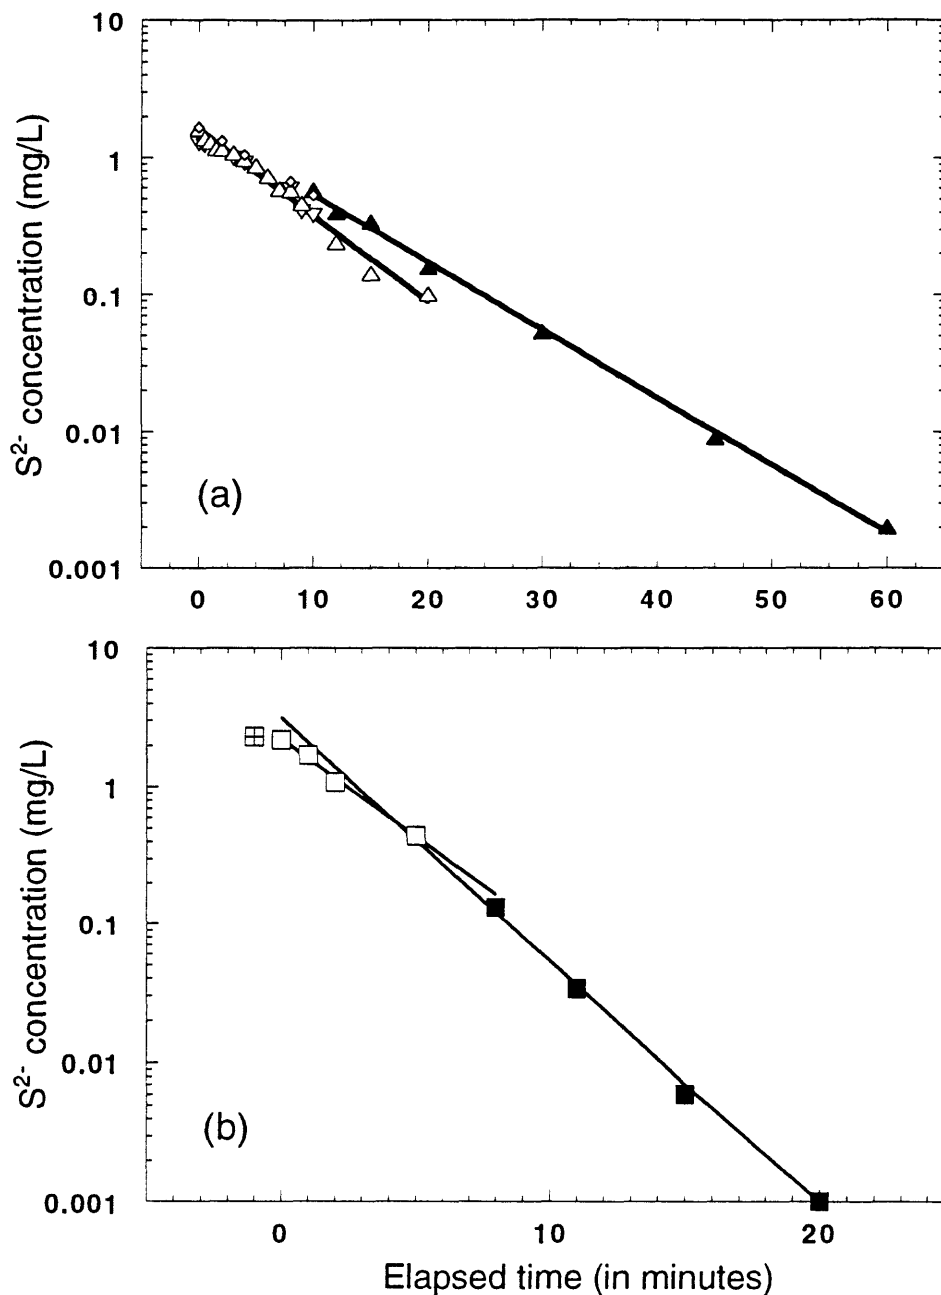 10
1
0.1
0.01
0.001
S²⁻ concentration (mg/L)
(a)
0 10 20 30 40 50 60
10
1
0.1
0.01
0.001
S²⁻ concentration (mg/L)
(b)
0 10 20
Elapsed time (in minutes)